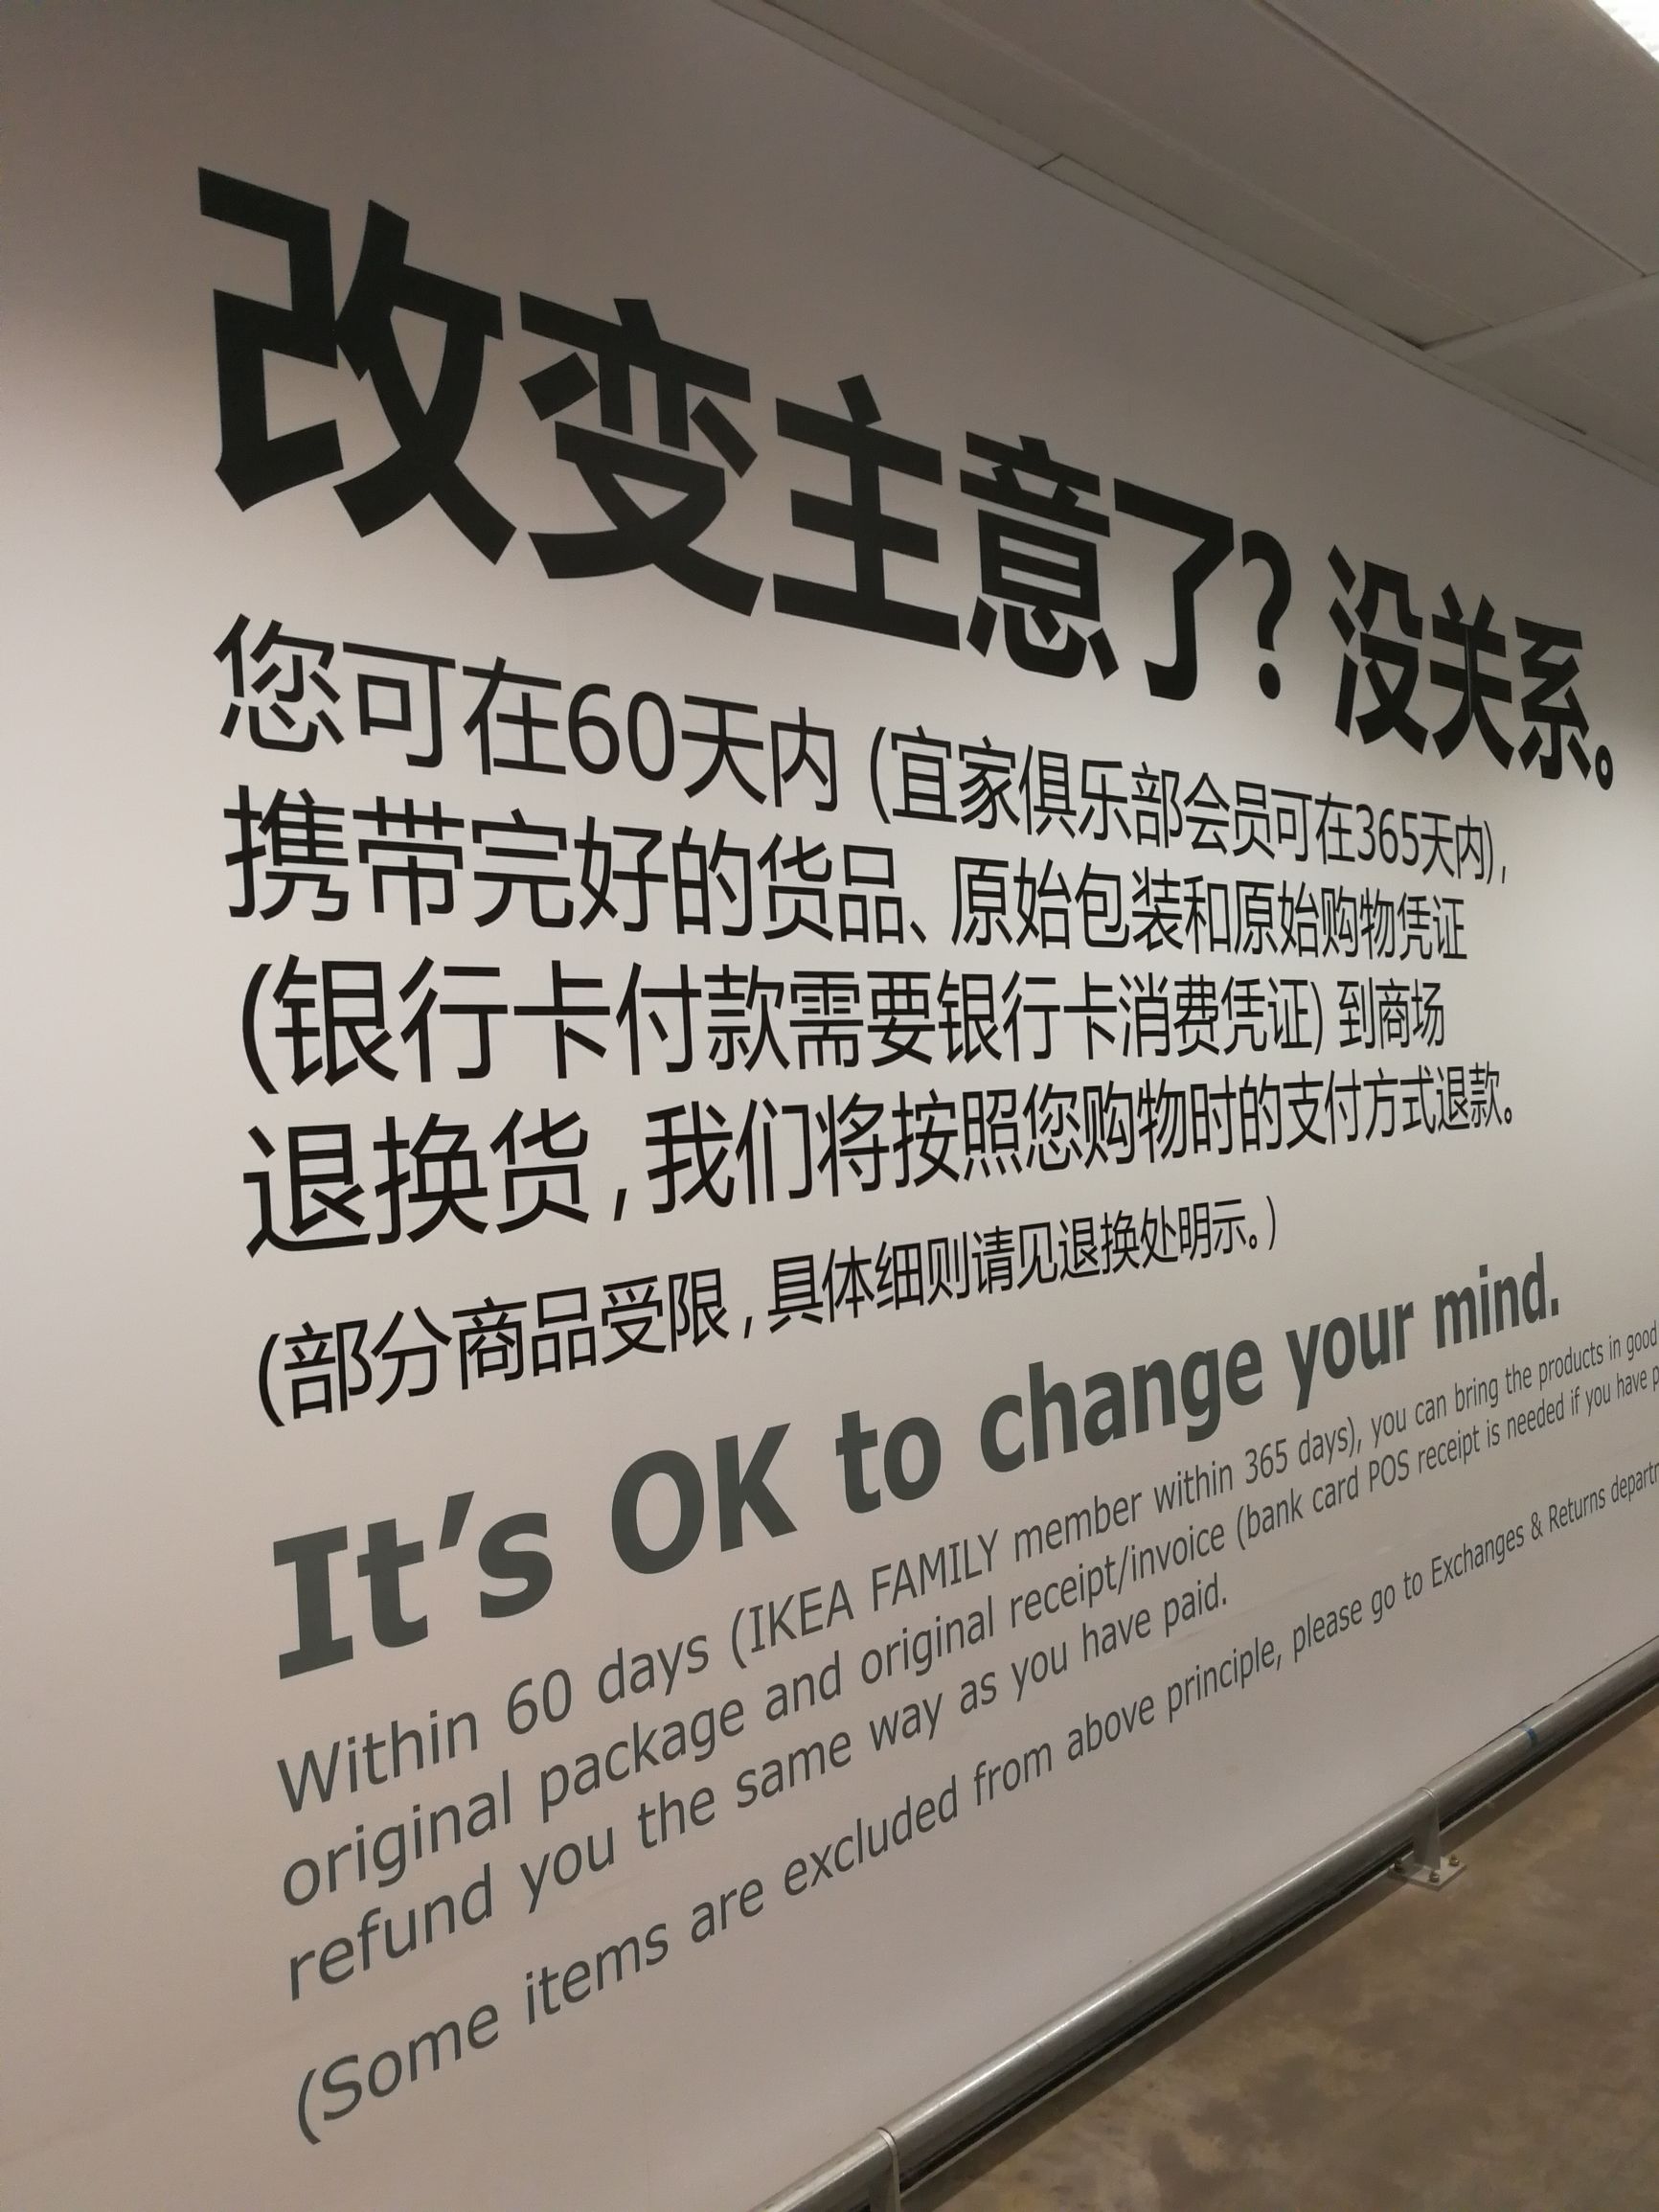 改变主意了？没关系。
您可在60天内（宜家俱乐部会员可在365天内），
携带完好的货品、原始包装和原始购物凭证
（银行卡付款需要银行卡消费凭证）到商场
退换货，我们将按照您购物时的支付方式退款。
（部分商品受限，具体细则请见退换处明示。）
It's OK to change your mind.
Within 60 days (IKEA FAMILY member within 365 days), you can bring the products in good
original package and original receipt/invoice (bank card POS receipt is needed if you have
refund you the same way as you have paid.
(Some items are excluded from above principle, please go to Exchanges & Returns